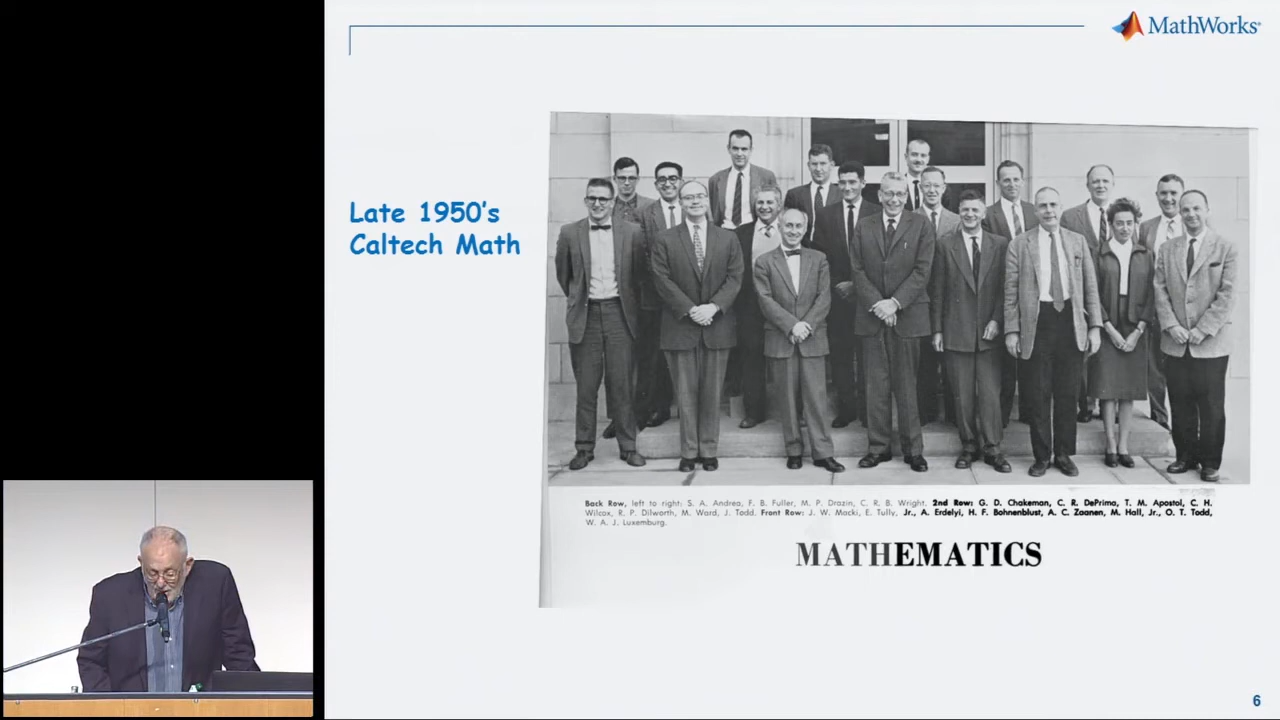 MathWorks®
Late 1950's
Caltech Math
Back Row, left to right: S. A. Andrea, F. B. Fuller, M. P. Drazin, C. R. B. Wright. 2nd Row: G. D. Chakeman, C. R. DePrima, T. M. Apostol, C. H.
Wilcox, R. P. Dilworth, M. Ward, J. Todd. Front Row: J. W. Macki, E. Tully, Jr., A. Erdelyi, H. F. Bohnenblust, A. C. Zaanen, M. Hall, Jr., O. T. Todd,
W. A. J. Luxemburg.
MATHEMATICS
6